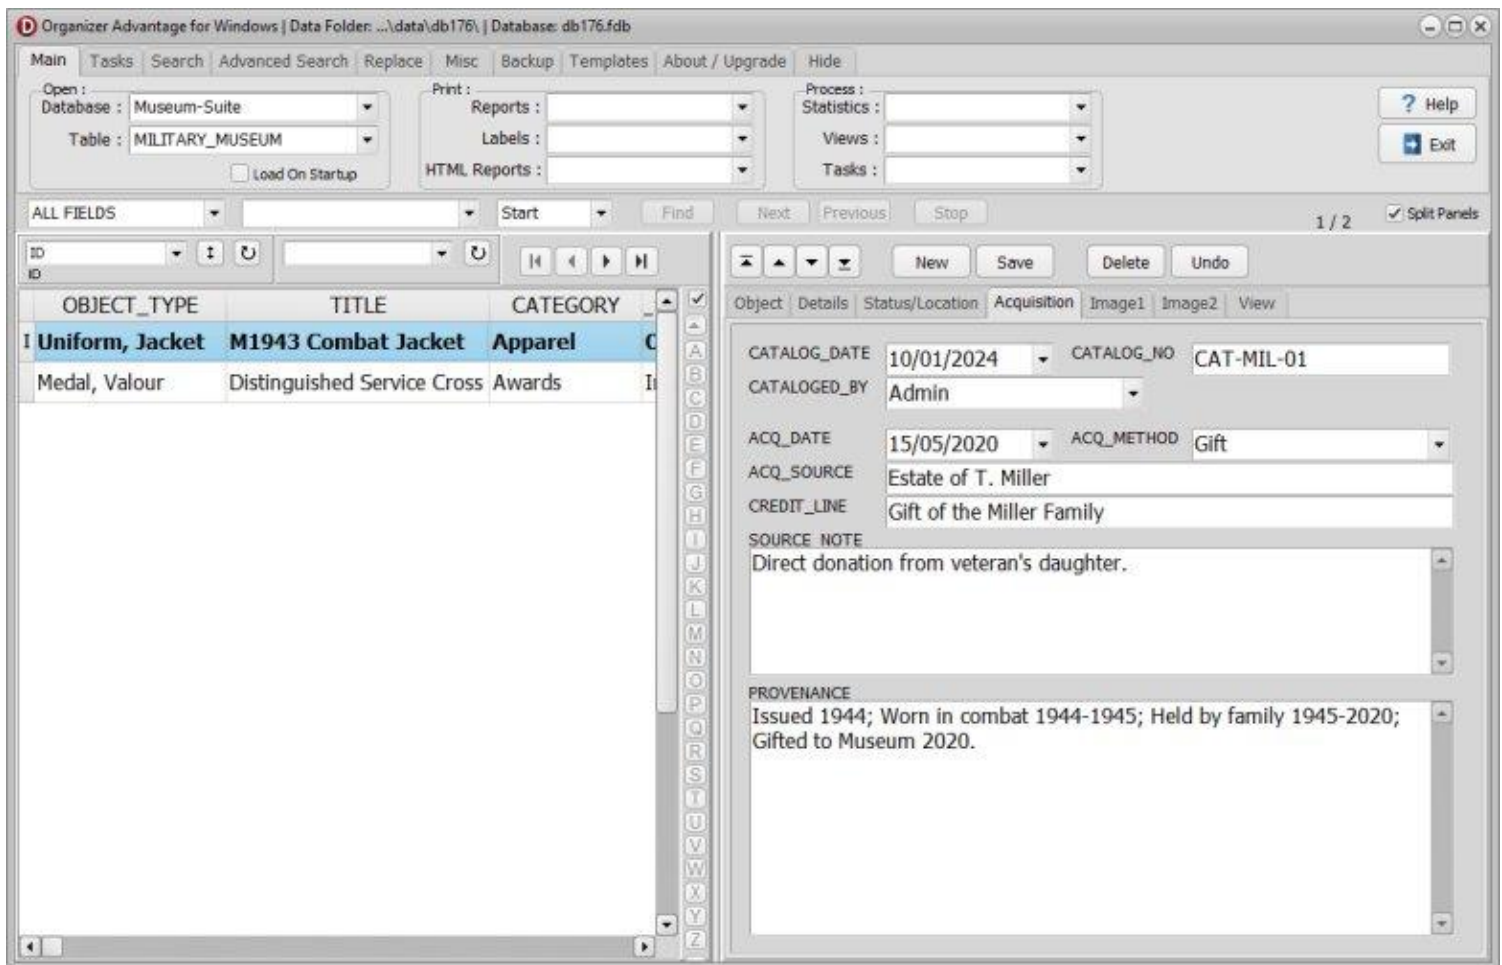 Organizer Advantage for Windows | Data Folder: ...\data\db176\ | Database: db176.fdb
Main Tasks Search Advanced Search Replace Misc Backup Templates About / Upgrade Hide
Open : Print : Process :
Database : Museum-Suite Reports : Statistics : ? Help
Table : MILITARY_MUSEUM Labels : Views : Exit
Load On Startup HTML Reports : Tasks :
ALL FIELDS Start Find Next Previous Stop 1 / 2 Split Panels
ID
ID
New Save Delete Undo
OBJECT_TYPE TITLE CATEGORY
Object Details Status/Location Acquisition Image1 Image2 View
Uniform, Jacket M1943 Combat Jacket Apparel
Medal, Valour Distinguished Service Cross Awards
A
B
C
D
E
F
G
H
I
J
K
L
M
N
O
P
Q
R
S
T
U
V
W
X
Y
Z
CATALOG_DATE 10/01/2024 CATALOG_NO CAT-MIL-01
CATALOGED_BY Admin
ACQ_DATE 15/05/2020 ACQ_METHOD Gift
ACQ_SOURCE Estate of T. Miller
CREDIT_LINE Gift of the Miller Family
SOURCE_NOTE
Direct donation from veteran's daughter.
PROVENANCE
Issued 1944; Worn in combat 1944-1945; Held by family 1945-2020;
Gifted to Museum 2020.